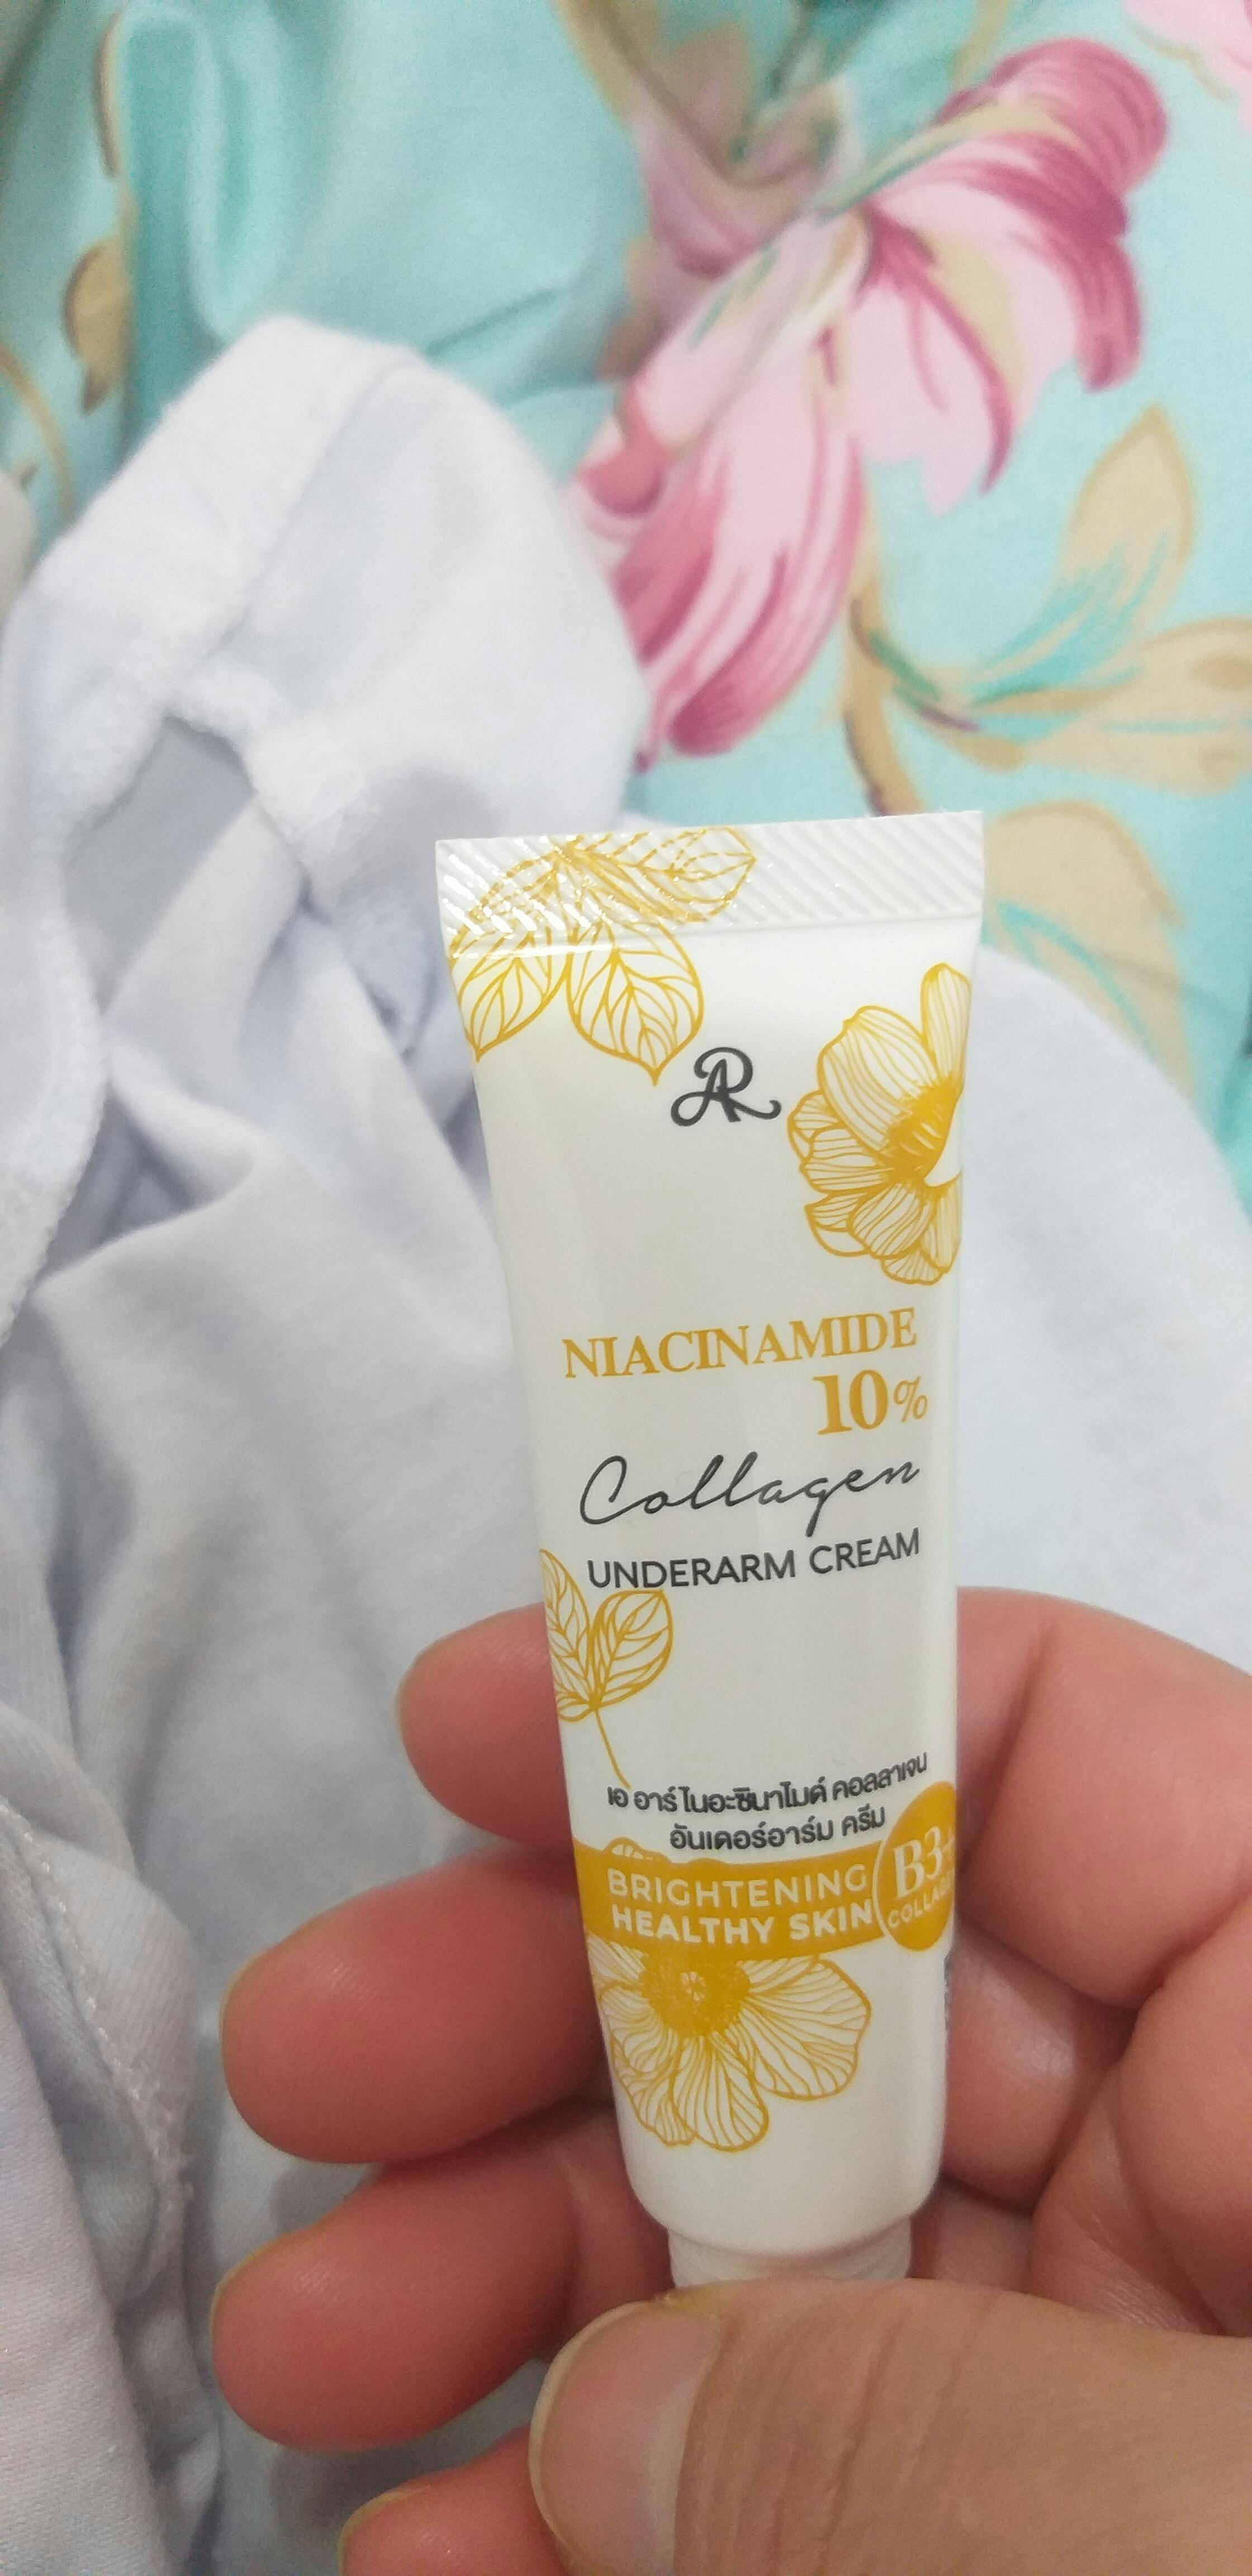 AR
NIACINAMIDE
10%
Collagen
UNDERARM CREAM
เอ อาร์ ไนอะซินาไมด์ คอลลาเจน
อันเดอร์อาร์ม ครีม
BRIGHTENING
HEALTHY SKIN
B3+